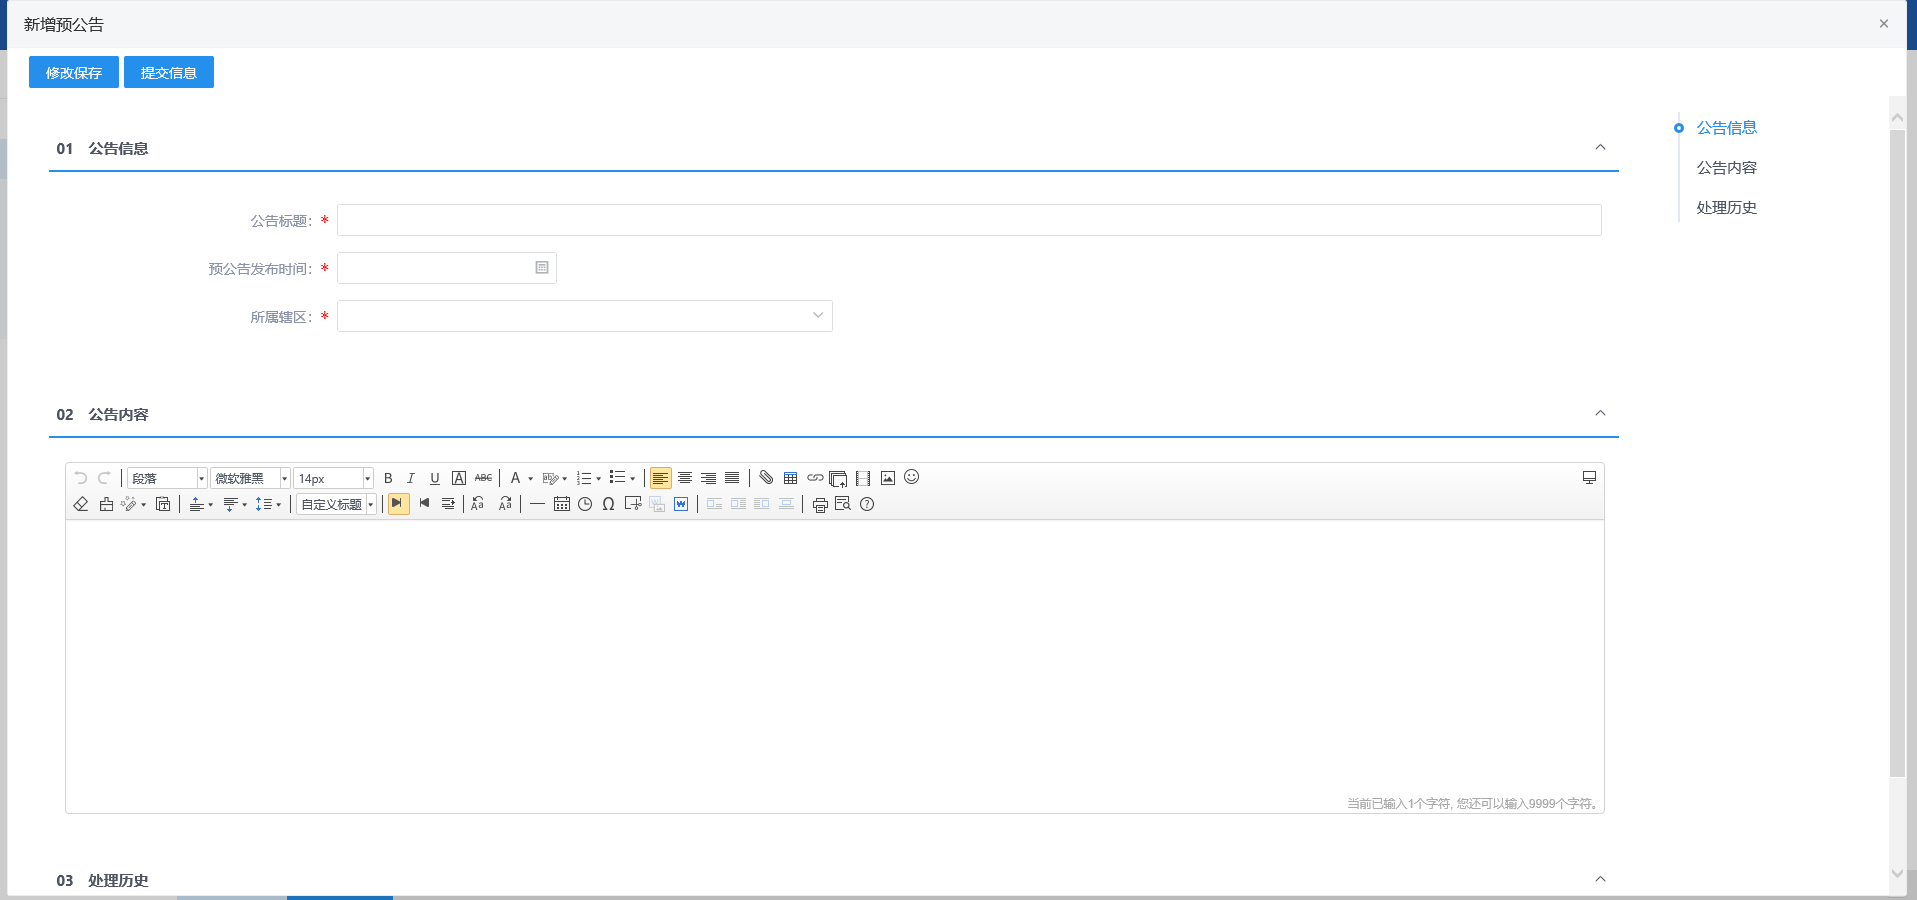 新增预公告
×
修改保存 提交信息
01 公告信息
公告标题：*
预公告发布时间：*
所属辖区：*
公告信息
公告内容
处理历史
02 公告内容
段落 微软雅黑 14px B I U A ABC A
自定义标题 Aa Aa Ω W ?
当前已输入1个字符, 您还可以输入9999个字符。
03 处理历史